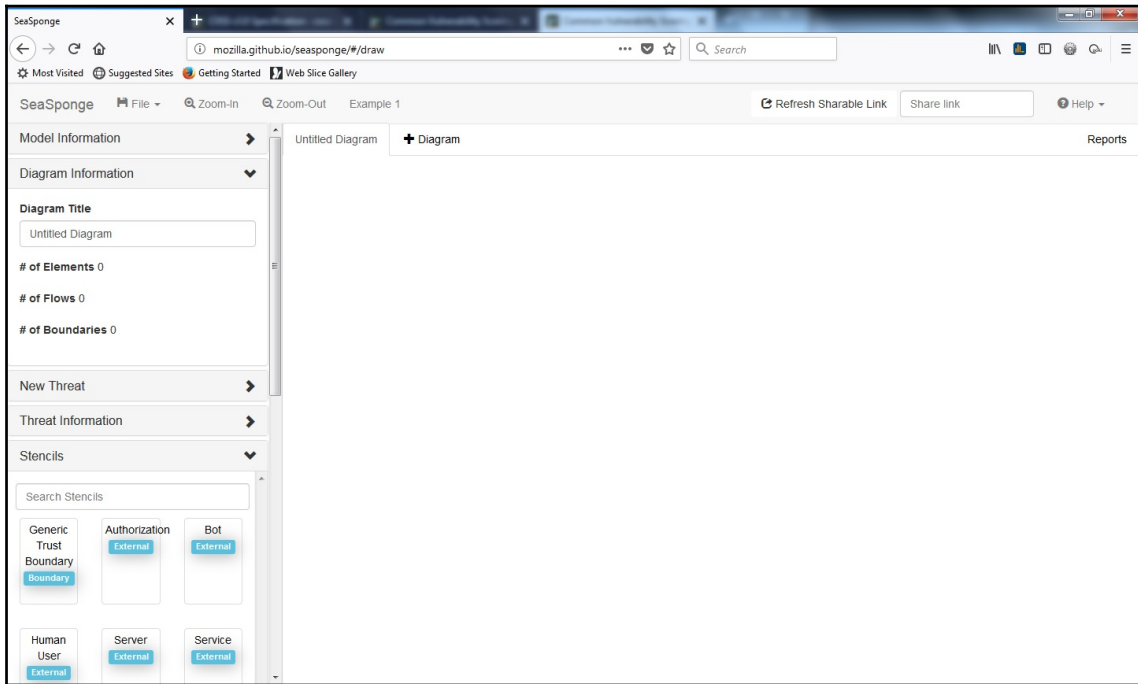 SeaSponge
mozilla.github.io/seasponge/#/draw
Search
Most Visited Suggested Sites Getting Started Web Slice Gallery
SeaSponge File Zoom-In Zoom-Out Example 1 Refresh Sharable Link Share link Help
Model Information
Untitled Diagram Diagram Reports
Diagram Information
Diagram Title
Untitled Diagram
# of Elements 0
# of Flows 0
# of Boundaries 0
New Threat
Threat Information
Stencils
Search Stencils
Generic Trust Boundary
Boundary
Authorization
External
Bot
External
Human User
External
Server
External
Service
External